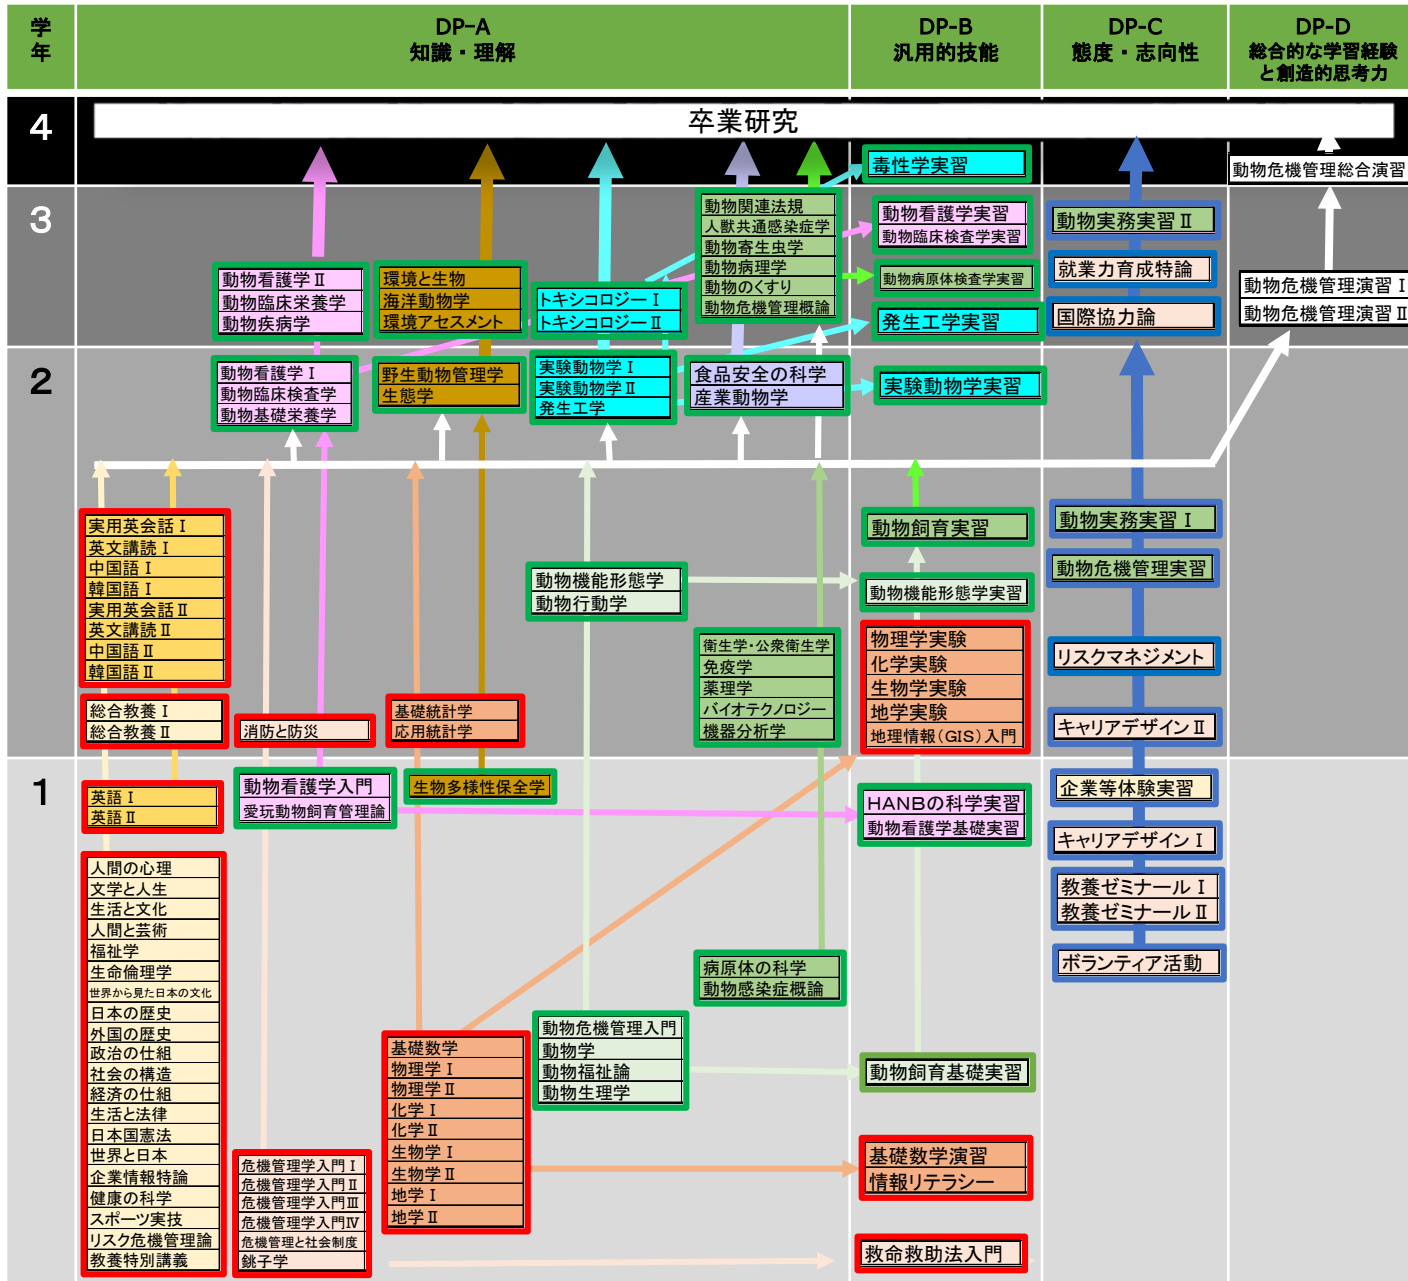 学年
DP-A
知識・理解
DP-B
汎用的技能
DP-C
態度・志向性
DP-D
総合的な学習経験
と創造的思考力
4
卒業研究
毒性学実習
動物危機管理総合演習
3
動物看護学Ⅱ
動物臨床栄養学
動物疾病学
環境と生物
海洋動物学
環境アセスメント
トキシコロジーⅠ
トキシコロジーⅡ
動物関連法規
人獣共通感染症学
動物寄生虫学
動物病理学
動物のくすり
動物危機管理概論
動物看護学実習
動物臨床検査学実習
動物病原体検査学実習
発生工学実習
動物実務実習Ⅱ
就業力育成特論
国際協力論
動物危機管理演習Ⅰ
動物危機管理演習Ⅱ
2
動物看護学Ⅰ
動物臨床検査学
動物基礎栄養学
野生動物管理学
生態学
実験動物学Ⅰ
実験動物学Ⅱ
発生工学
食品安全の科学
産業動物学
実験動物学実習
実用英会話Ⅰ
英文講読Ⅰ
中国語Ⅰ
韓国語Ⅰ
実用英会話Ⅱ
英文講読Ⅱ
中国語Ⅱ
韓国語Ⅱ
総合教養Ⅰ
総合教養Ⅱ
消防と防災
基礎統計学
応用統計学
動物機能形態学
動物行動学
衛生学・公衆衛生学
免疫学
薬理学
バイオテクノロジー
機器分析学
動物飼育実習
動物機能形態学実習
物理学実験
化学実験
生物学実験
地学実験
地理情報(GIS)入門
動物実務実習Ⅰ
動物危機管理実習
リスクマネジメント
キャリアデザインⅡ
1
英語Ⅰ
英語Ⅱ
動物看護学入門
愛玩動物飼育管理論
生物多様性保全学
HANBの科学実習
動物看護学基礎実習
企業等体験実習
キャリアデザインⅠ
教養ゼミナールⅠ
教養ゼミナールⅡ
ボランティア活動
人間の心理
文学と人生
生活と文化
人間と芸術
福祉学
生命倫理学
世界から見た日本の文化
日本の歴史
外国の歴史
政治の仕組
社会の構造
経済の仕組
生活と法律
日本国憲法
世界と日本
企業情報特論
健康の科学
スポーツ実技
リスク危機管理論
教養特別講義
危機管理学入門Ⅰ
危機管理学入門Ⅱ
危機管理学入門Ⅲ
危機管理学入門Ⅳ
危機管理と社会制度
銚子学
基礎数学
物理学Ⅰ
物理学Ⅱ
化学Ⅰ
化学Ⅱ
生物学Ⅰ
生物学Ⅱ
地学Ⅰ
地学Ⅱ
病原体の科学
動物感染症概論
動物危機管理入門
動物学
動物福祉論
動物生理学
動物飼育基礎実習
基礎数学演習
情報リテラシー
救命救助法入門